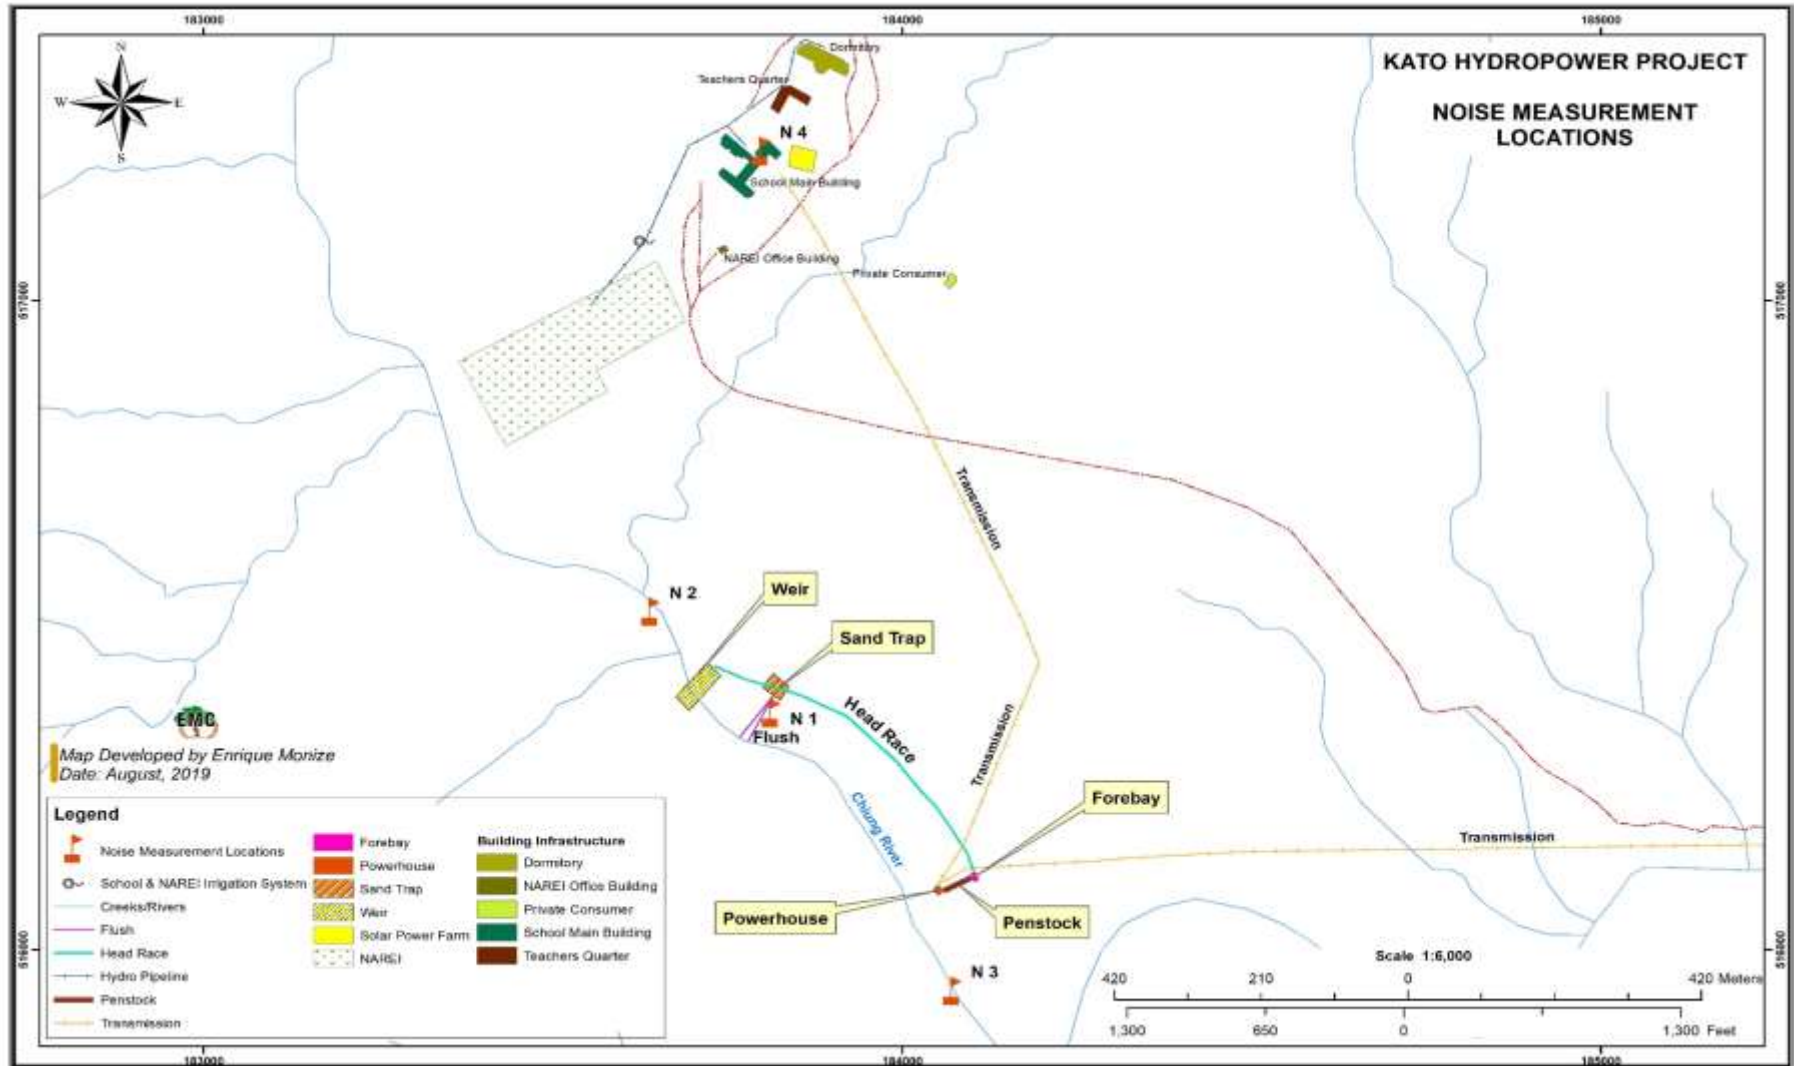 183000
184000
185000
KATO HYDROPOWER PROJECT
NOISE MEASUREMENT
LOCATIONS
N
W
E
S
Dormitory
Teachers Quarter
N 4
School Main Building
NAREI Office Building
Private Consumer
517000
517000
Transmission
N 2
Weir
Sand Trap
N 1
Flush
Head Race
Transmission
EMC
Map Developed by Enrique Monize
Date: August, 2019
Chiung River
Forebay
Transmission
Powerhouse
Penstock
N 3
516000
516000
Legend
Noise Measurement Locations
School & NAREI Irrigation System
Creeks/Rivers
Flush
Head Race
Hydro Pipeline
Penstock
Transmission
Forebay
Powerhouse
Sand Trap
Weir
Solar Power Farm
NAREI
Building Infrastructure
Dormitory
NAREI Office Building
Private Consumer
School Main Building
Teachers Quarter
Scale 1:6,000
420 210 0 420 Meters
1,300 650 0 1,300 Feet
183000
184000
185000